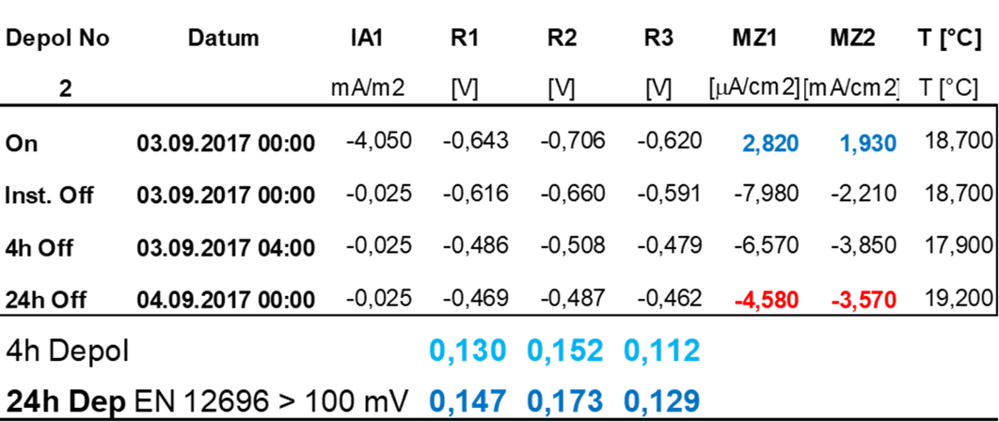 Depol No Datum IA1 R1 R2 R3 MZ1 MZ2 T [°C]
2 mA/m2 [V] [V] [V] [µA/cm2] [mA/cm2] T [°C]
On 03.09.2017 00:00 -4,050 -0,643 -0,706 -0,620 2,820 1,930 18,700
Inst. Off 03.09.2017 00:00 -0,025 -0,616 -0,660 -0,591 -7,980 -2,210 18,700
4h Off 03.09.2017 04:00 -0,025 -0,486 -0,508 -0,479 -6,570 -3,850 17,900
24h Off 04.09.2017 00:00 -0,025 -0,469 -0,487 -0,462 -4,580 -3,570 19,200
4h Depol 0,130 0,152 0,112
24h Dep EN 12696 > 100 mV 0,147 0,173 0,129